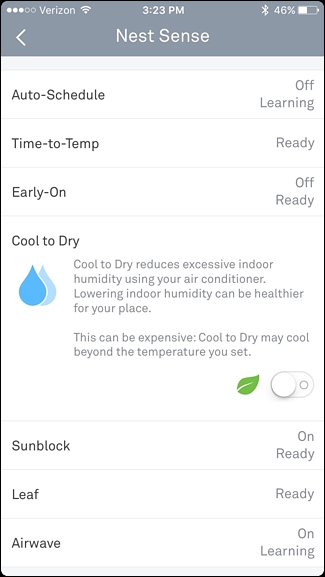 Verizon 3:23 PM 46%
Nest Sense
Auto-Schedule Off
Learning
Time-to-Temp Ready
Early-On Off
Ready
Cool to Dry
Cool to Dry reduces excessive indoor
humidity using your air conditioner.
Lowering indoor humidity can be healthier
for your place.
This can be expensive: Cool to Dry may cool
beyond the temperature you set.
Sunblock On
Ready
Leaf Ready
Airwave On
Learning